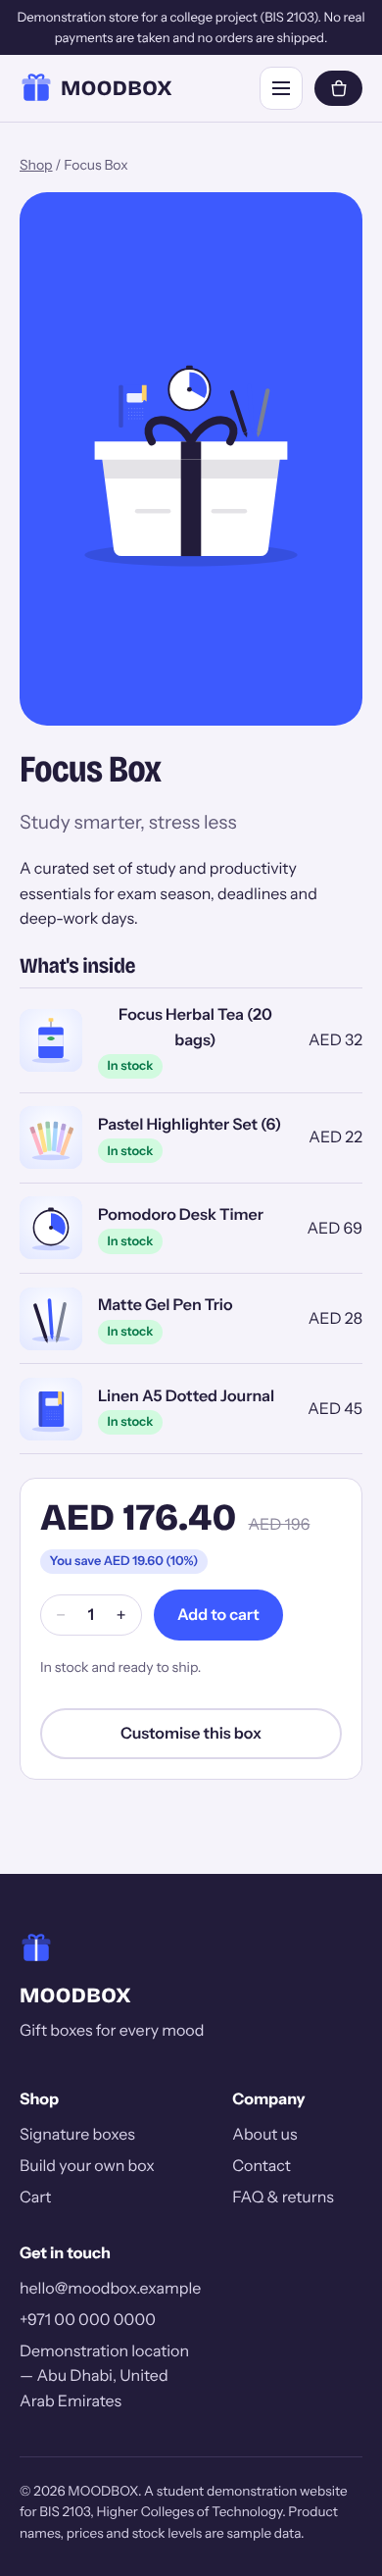 Demonstration store for a college project (BIS 2103). No real
payments are taken and no orders are shipped.
MOODBOX
Shop / Focus Box
Focus Box
Study smarter, stress less
A curated set of study and productivity
essentials for exam season, deadlines and
deep-work days.
What's inside
Focus Herbal Tea (20
bags)
In stock
AED 32
Pastel Highlighter Set (6)
In stock
AED 22
Pomodoro Desk Timer
In stock
AED 69
Matte Gel Pen Trio
In stock
AED 28
Linen A5 Dotted Journal
In stock
AED 45
AED 176.40 AED 196
You save AED 19.60 (10%)
− 1 + Add to cart
In stock and ready to ship.
Customise this box
MOODBOX
Gift boxes for every mood
Shop
Signature boxes
Build your own box
Cart
Company
About us
Contact
FAQ & returns
Get in touch
hello@moodbox.example
+971 00 000 0000
Demonstration location
— Abu Dhabi, United
Arab Emirates
© 2026 MOODBOX. A student demonstration website
for BIS 2103, Higher Colleges of Technology. Product
names, prices and stock levels are sample data.